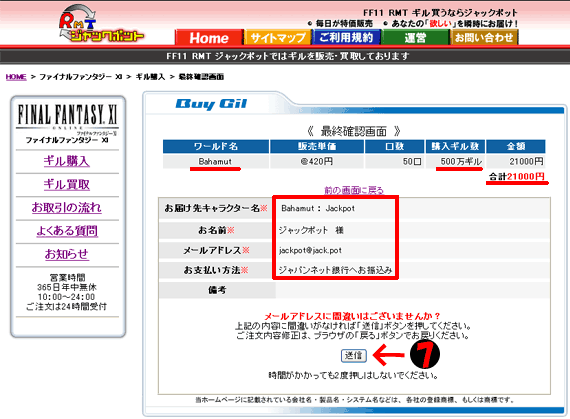 RMT
ジャックポット
FF11 RMT ギル買うならジャックポット
毎日が特価販売 あなたの「欲しい」を瞬時にお届け!
Home サイトマップ ご利用規約 運営 お問い合わせ
FF11 RMT ジャックポットではギルを販売・買取しております
HOME > ファイナルファンタジー XI > ギル購入 > 最終確認画面
FINAL FANTASY XI
ONLINE
ファイナルファンタジーXI
ファイナルファンタジー XI
ギル購入
ギル買取
お取引の流れ
よくある質問
お知らせ
営業時間
365日年中無休
10:00~24:00
ご注文は24時間受付
Buy Gil
《 最終確認画面 》
ワールド名 販売単価 口数 購入ギル数 金額
Bahamut @420円 50口 500万ギル 21000円
合計21000円
前の画面に戻る
お届け先キャラクター名※ Bahamut : Jackpot
お名前※ ジャックポット 様
メールアドレス※ jackpot@jack.pot
お支払い方法※ ジャパンネット銀行へお振込み
備考
メールアドレスに間違いはございませんか?
上記の内容に間違いがなければ「送信」ボタンを押してください。
ご注文内容修正は、ブラウザの「戻る」ボタンでお戻りください。
送信 7
時間がかかっても2度押しはしないでください。
当ホームページに記載されている会社名・製品名・システム名などは、各社の登録商標、もしくは商標です。